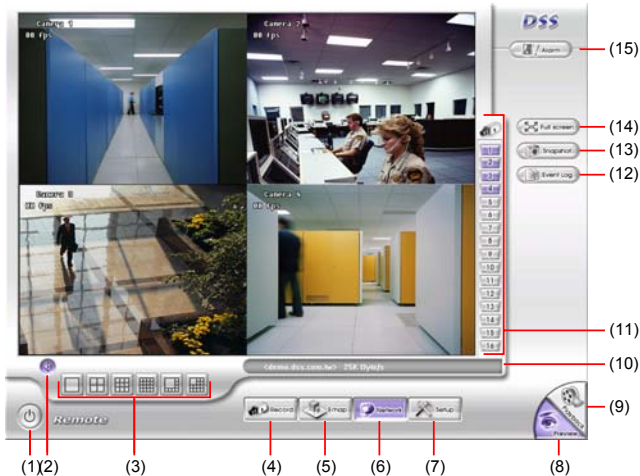 DSS
Camera 1
00 fps
Camera 2
Alarm
(15)
Full screen
(14)
Snapshot
(13)
Event Log
(12)
1
2
3
4
5
6
7
8
9
10
11
12
13
14
15
16
(11)
Camera 3
00 fps
Camera 4
00 fps
<demo.dss.com.tw> 25K Byte/s
(10)
Remote
Record
Emap
Network
Setup
Playback
Preview
(9)
(1)
(2)
(3)
(4)
(5)
(6)
(7)
(8)